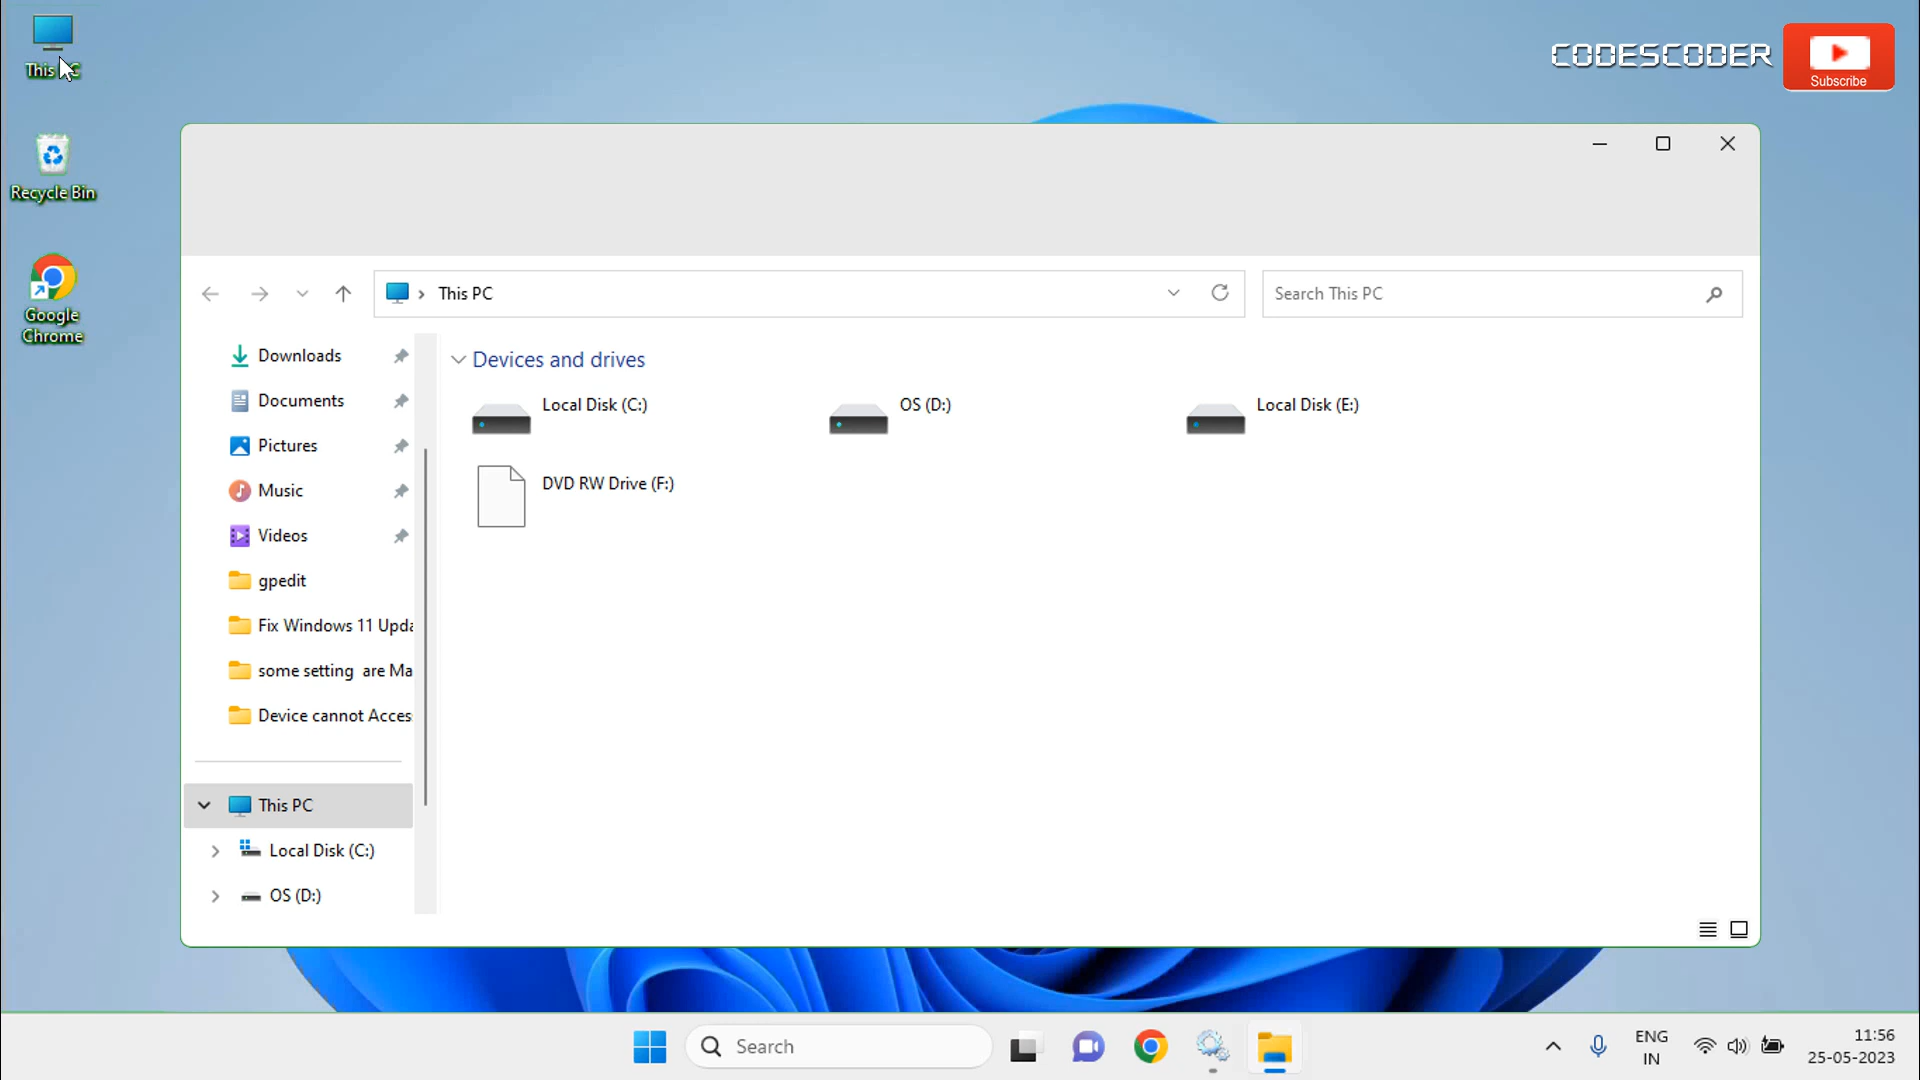 This PC
CODESCODER
Subscribe
Recycle Bin
Google
Chrome
This PC
Search This PC
Downloads
Documents
Pictures
Music
Videos
gpedit
Fix Windows 11 Upda
some setting  are Ma
Device cannot Acces
This PC
Local Disk (C:)
OS (D:)
Devices and drives
Local Disk (C:)
OS (D:)
Local Disk (E:)
DVD RW Drive (F:)
Search
ENG
IN
11:56
25-05-2023